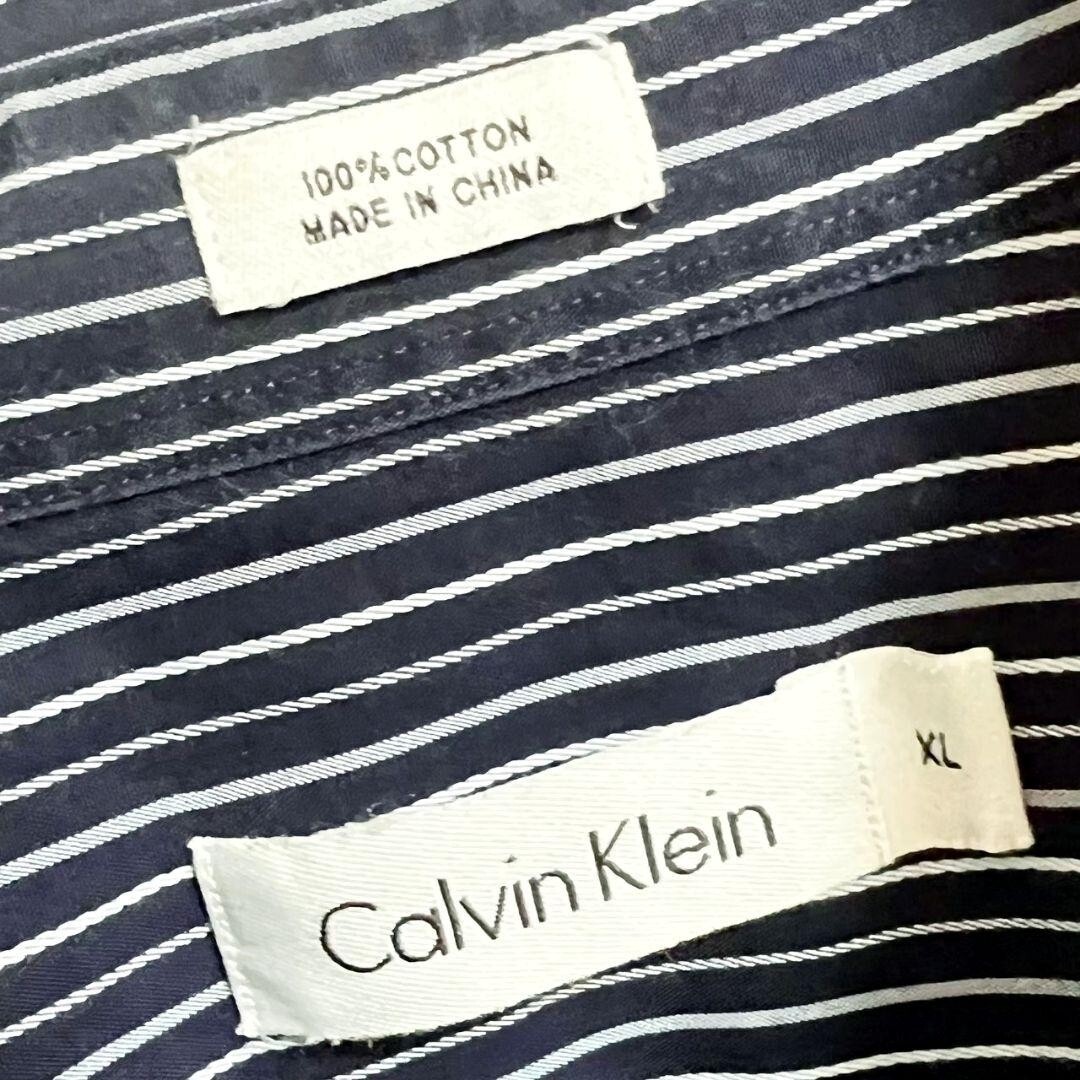 100% COTTON
MADE IN CHINA
Calvin Klein
XL